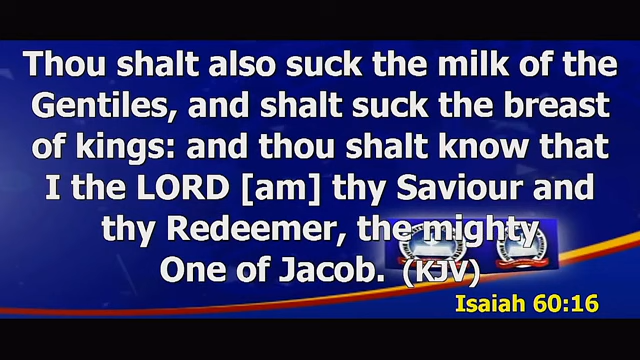 Thou shalt also suck the milk of the
Gentiles, and shalt suck the breast
of kings: and thou shalt know that
I the LORD [am] thy Saviour and
thy Redeemer, the mighty
One of Jacob. (KJV)
Isaiah 60:16